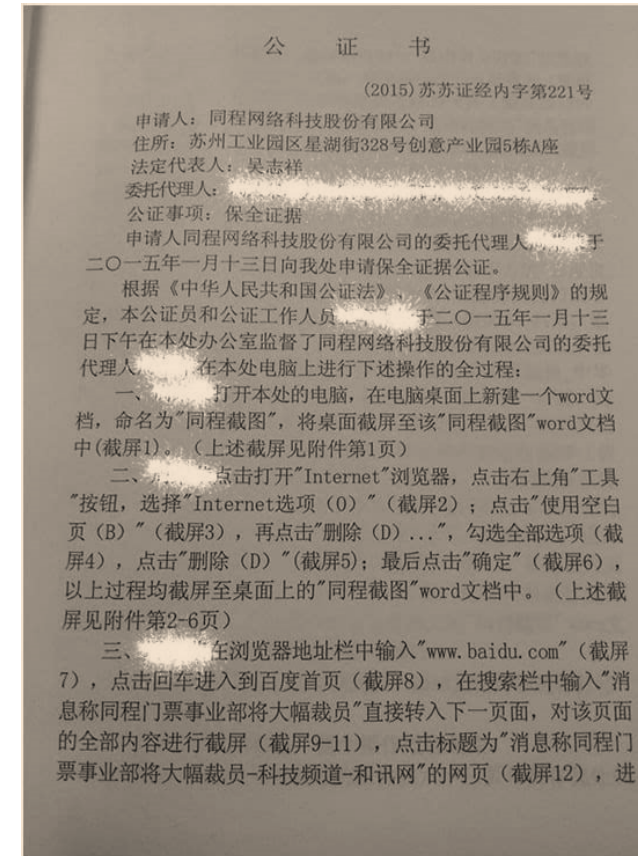 公 证 书
(2015)苏苏证经内字第221号
申请人：同程网络科技股份有限公司
住所：苏州工业园区星湖街328号创意产业园5栋A座
法定代表人：吴志祥
委托代理人：
公证事项：保全证据
申请人同程网络科技股份有限公司的委托代理人 于
二〇一五年一月十三日向我处申请保全证据公证。
根据《中华人民共和国公证法》、《公证程序规则》的规
定，本公证员和公证工作人员 于二〇一五年一月十三
日下午在本处办公室监督了同程网络科技股份有限公司的委托
代理人 在本处电脑上进行下述操作的全过程：
一、 打开本处的电脑，在电脑桌面上新建一个word文
档，命名为"同程截图"，将桌面截屏至该"同程截图"word文档
中(截屏1)。（上述截屏见附件第1页）
二、 点击打开"Internet"浏览器，点击右上角"工具
"按钮，选择"Internet选项（O）"（截屏2）；点击"使用空白
页（B）"（截屏3），再点击"删除（D）..."，勾选全部选项（截
屏4），点击"删除（D）"(截屏5)；最后点击"确定"（截屏6），
以上过程均截屏至桌面上的"同程截图"word文档中。（上述截
屏见附件第2-6页）
三、 在浏览器地址栏中输入"www.baidu.com"（截屏
7），点击回车进入到百度首页（截屏8），在搜索栏中输入"消
息称同程门票事业部将大幅裁员"直接转入下一页面，对该页面
的全部内容进行截屏（截屏9-11），点击标题为"消息称同程门
票事业部将大幅裁员-科技频道-和讯网"的网页（截屏12），进